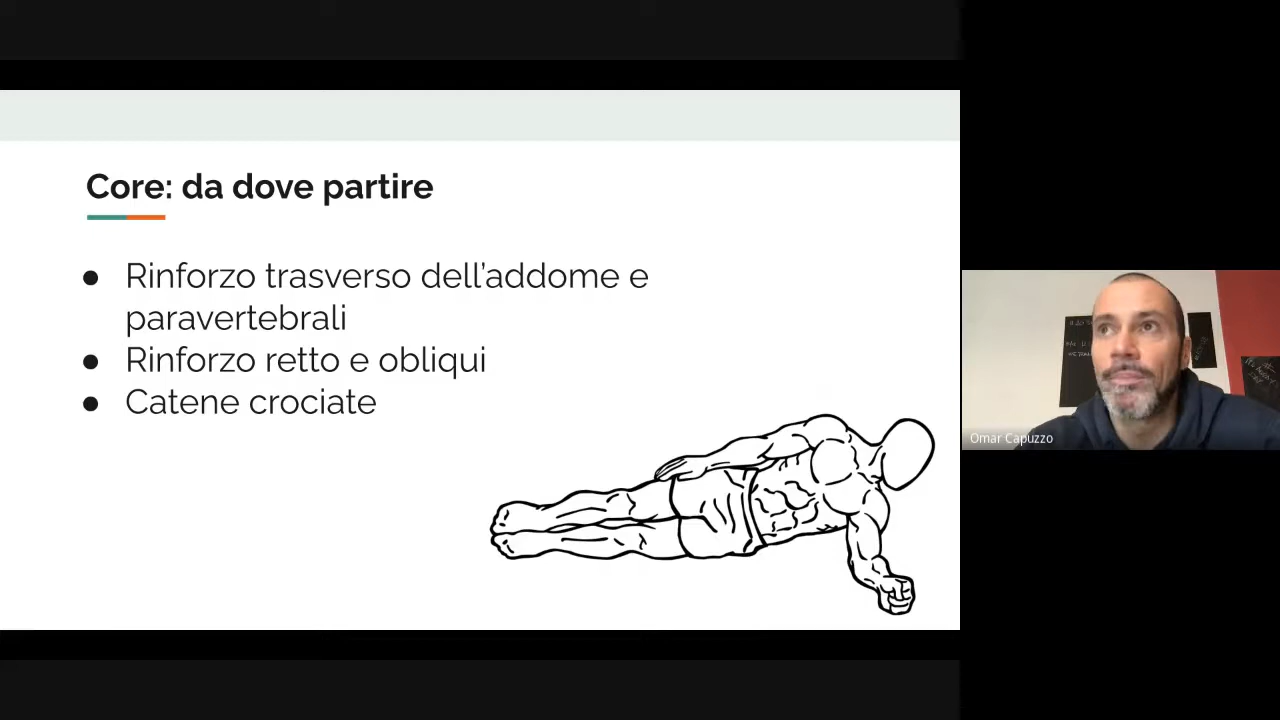 Core: da dove partire
● Rinforzo trasverso dell’addome e
paravertebrali
● Rinforzo retto e obliqui
● Catene crociate
Omar Capuzzo